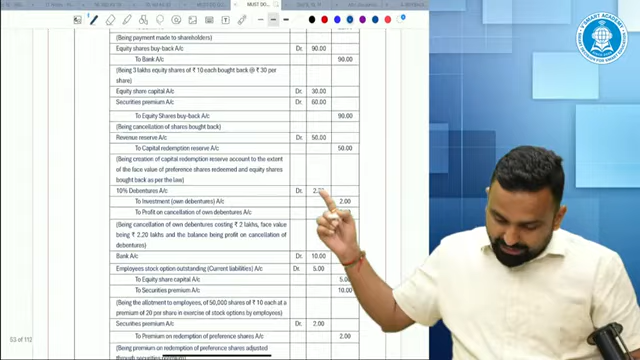 MUST DO...
V'SMART ACADEMY
(Being payment made to shareholders)
Equity shares buy-back A/c Dr. 90.00
To Bank A/c 90.00
(Being 3 lakhs equity shares of ₹ 10 each bought back @ ₹ 30 per
share)
Equity share capital A/c Dr. 30.00
Securities premium A/c Dr. 60.00
To Equity Shares buy-back A/c 90.00
(Being cancellation of shares bought back)
Revenue reserve A/c Dr. 50.00
To Capital redemption reserve A/c 50.00
(Being creation of capital redemption reserve account to the extent
of the face value of preference shares redeemed and equity shares
bought back as per the law)
10% Debentures A/c Dr.
To Investment (own debentures) A/c 2.00
To Profit on cancellation of own debentures A/c
(Being cancellation of own debentures costing ₹ 2 lakhs, face value
being ₹ 2.20 lakhs and the balance being profit on cancellation of
debentures)
Bank A/c Dr. 10.00
Employees stock option outstanding (Current liabilities) A/c Dr. 5.00
To Equity share capital A/c 5.00
To Securities premium A/c 10.00
(Being the allotment to employees, of 50,000 shares of ₹ 10 each at a
premium of ₹ 20 per share in exercise of stock options by
employees)
Securities premium A/c Dr. 2.00
To Premium on redemption of preference shares A/c 2.00
(Being premium on redemption of preference shares adjusted
through securities premium)
53 of 112